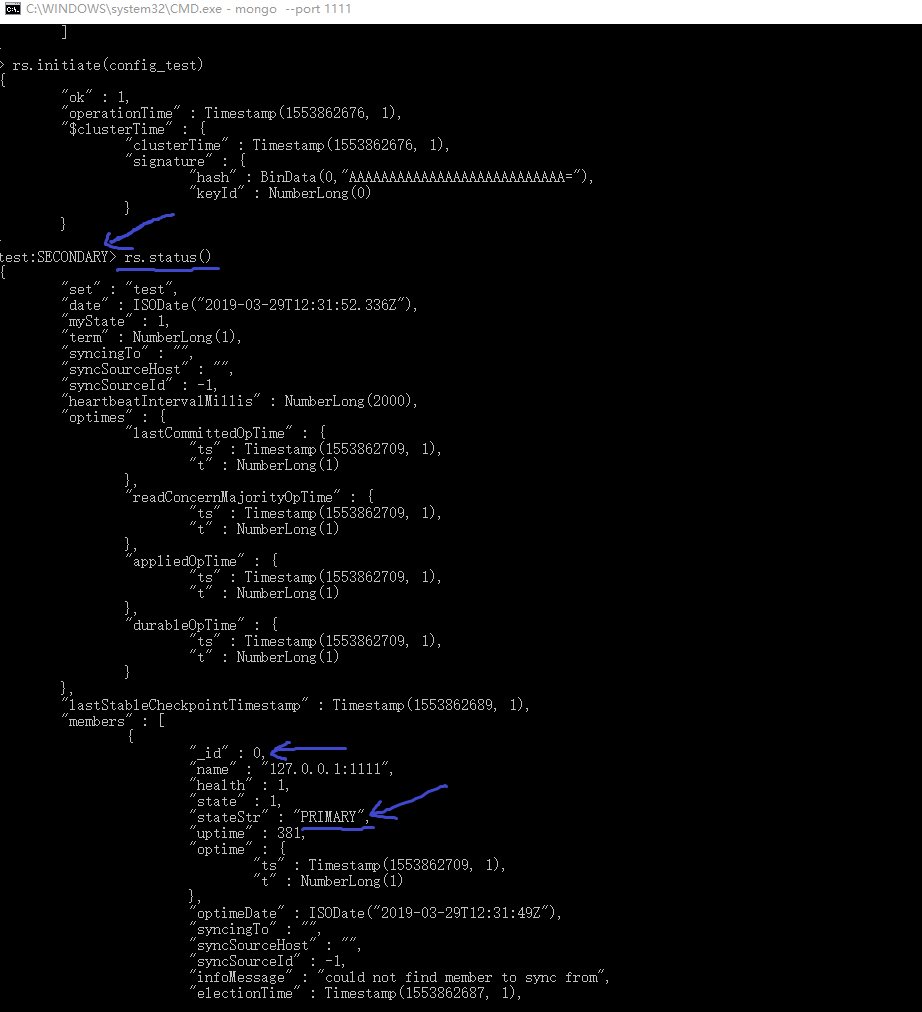 C:\WINDOWS\system32\CMD.exe - mongo  --port 1111
]
> rs.initiate(config_test)
{
"ok" : 1,
"operationTime" : Timestamp(1553862676, 1),
"$clusterTime" : {
"clusterTime" : Timestamp(1553862676, 1),
"signature" : {
"hash" : BinData(0,"AAAAAAAAAAAAAAAAAAAAAAAAAAA="),
"keyId" : NumberLong(0)
}
}
test:SECONDARY> rs.status()
{
"set" : "test",
"date" : ISODate("2019-03-29T12:31:52.336Z"),
"myState" : 1,
"term" : NumberLong(1),
"syncingTo" : "",
"syncSourceHost" : "",
"syncSourceId" : -1,
"heartbeatIntervalMillis" : NumberLong(2000),
"optimes" : {
"lastCommittedOpTime" : {
"ts" : Timestamp(1553862709, 1),
"t" : NumberLong(1)
},
"readConcernMajorityOpTime" : {
"ts" : Timestamp(1553862709, 1),
"t" : NumberLong(1)
},
"appliedOpTime" : {
"ts" : Timestamp(1553862709, 1),
"t" : NumberLong(1)
},
"durableOpTime" : {
"ts" : Timestamp(1553862709, 1),
"t" : NumberLong(1)
}
},
"lastStableCheckpointTimestamp" : Timestamp(1553862689, 1),
"members" : [
{
"_id" : 0,
"name" : "127.0.0.1:1111",
"health" : 1,
"state" : 1,
"stateStr" : "PRIMARY",
"uptime" : 381,
"optime" : {
"ts" : Timestamp(1553862709, 1),
"t" : NumberLong(1)
},
"optimeDate" : ISODate("2019-03-29T12:31:49Z"),
"syncingTo" : "",
"syncSourceHost" : "",
"syncSourceId" : -1,
"infoMessage" : "could not find member to sync from",
"electionTime" : Timestamp(1553862687, 1),